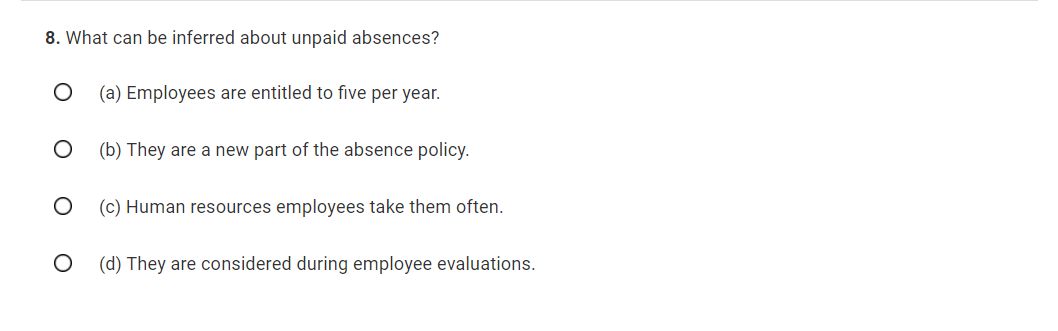 8. What can be inferred about unpaid absences?
(a) Employees are entitled to five per year.
(b) They are a new part of the absence policy.
(c) Human resources employees take them often.
(d) They are considered during employee evaluations.